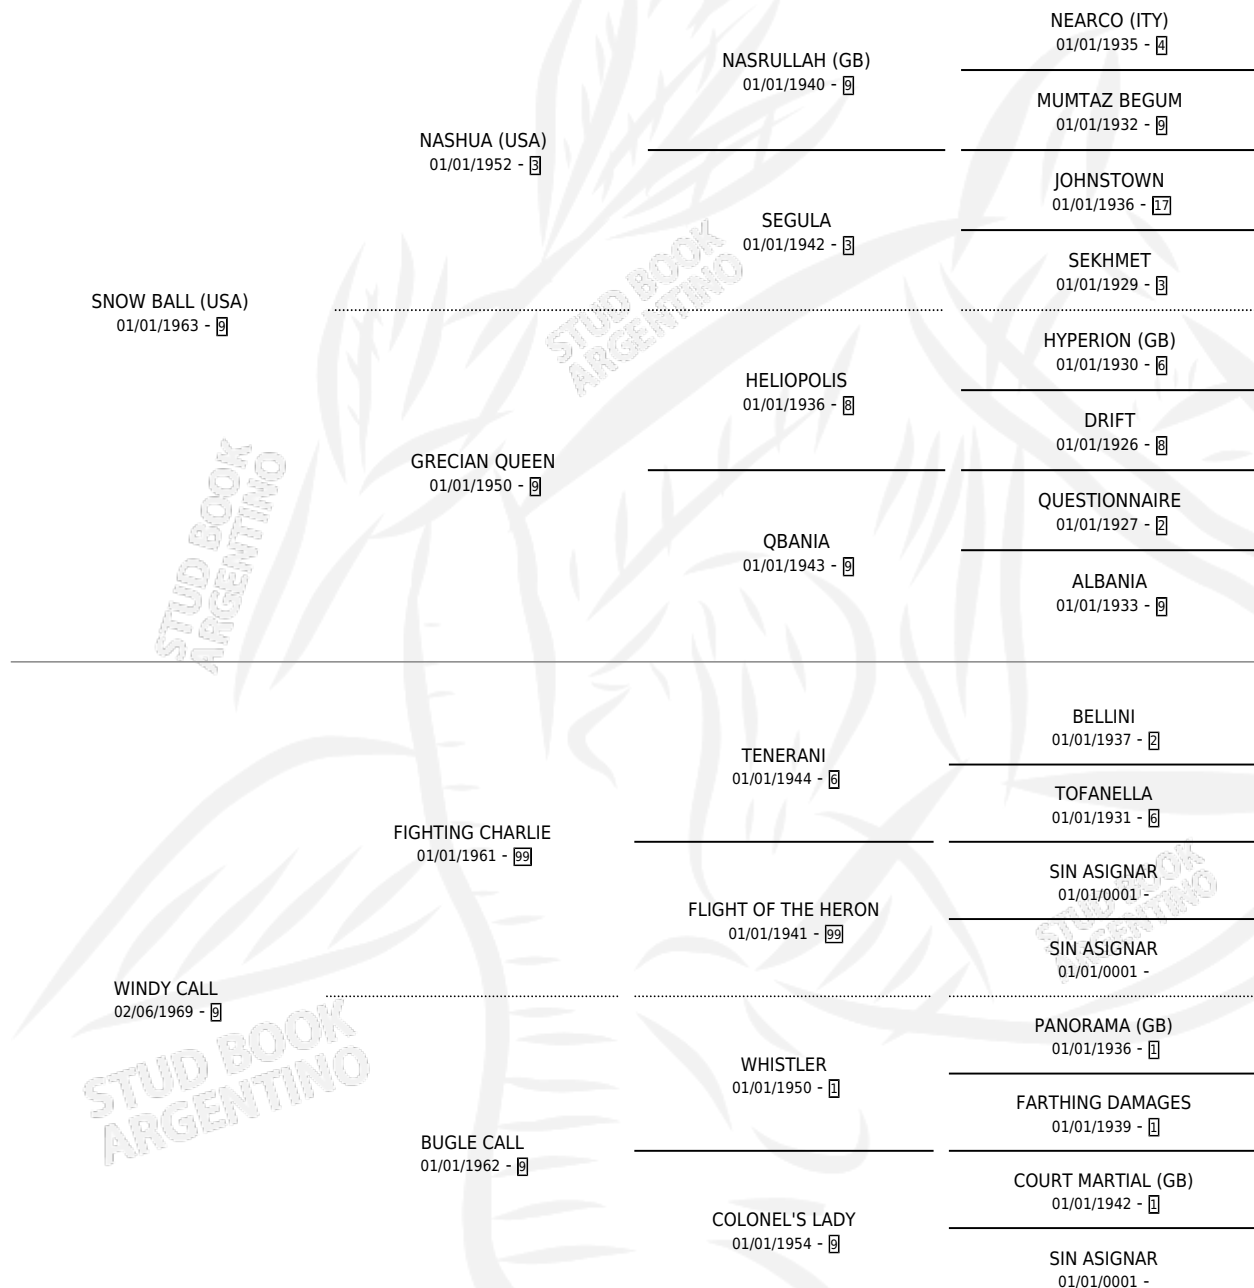 NEARCO (ITY)
01/01/1935 - 4
NASRULLAH (GB)
01/01/1940 - 9
MUMTAZ BEGUM
01/01/1932 - 9
NASHUA (USA)
01/01/1952 - 3
JOHNSTOWN
01/01/1936 - 17
SEGULA
01/01/1942 - 3
SEKHMET
01/01/1929 - 3
SNOW BALL (USA)
01/01/1963 - 9
HYPERION (GB)
01/01/1930 - 6
HELIOPOLIS
01/01/1936 - 8
DRIFT
01/01/1926 - 8
GRECIAN QUEEN
01/01/1950 - 9
QUESTIONNAIRE
01/01/1927 - 2
QBANIA
01/01/1943 - 9
ALBANIA
01/01/1933 - 9
BELLINI
01/01/1937 - 2
TENERANI
01/01/1944 - 6
TOFANELLA
01/01/1931 - 6
FIGHTING CHARLIE
01/01/1961 - 99
SIN ASIGNAR
01/01/0001 -
FLIGHT OF THE HERON
01/01/1941 - 99
SIN ASIGNAR
01/01/0001 -
WINDY CALL
02/06/1969 - 9
PANORAMA (GB)
01/01/1936 - 1
WHISTLER
01/01/1950 - 1
FARTHING DAMAGES
01/01/1939 - 1
BUGLE CALL
01/01/1962 - 9
COURT MARTIAL (GB)
01/01/1942 - 1
COLONEL'S LADY
01/01/1954 - 9
SIN ASIGNAR
01/01/0001 -
STUD BOOK
ARGENTINO
STUD BOOK
ARGENTINO
STUD BOOK
ARGENTINO
STUD BOOK
ARGENTINO